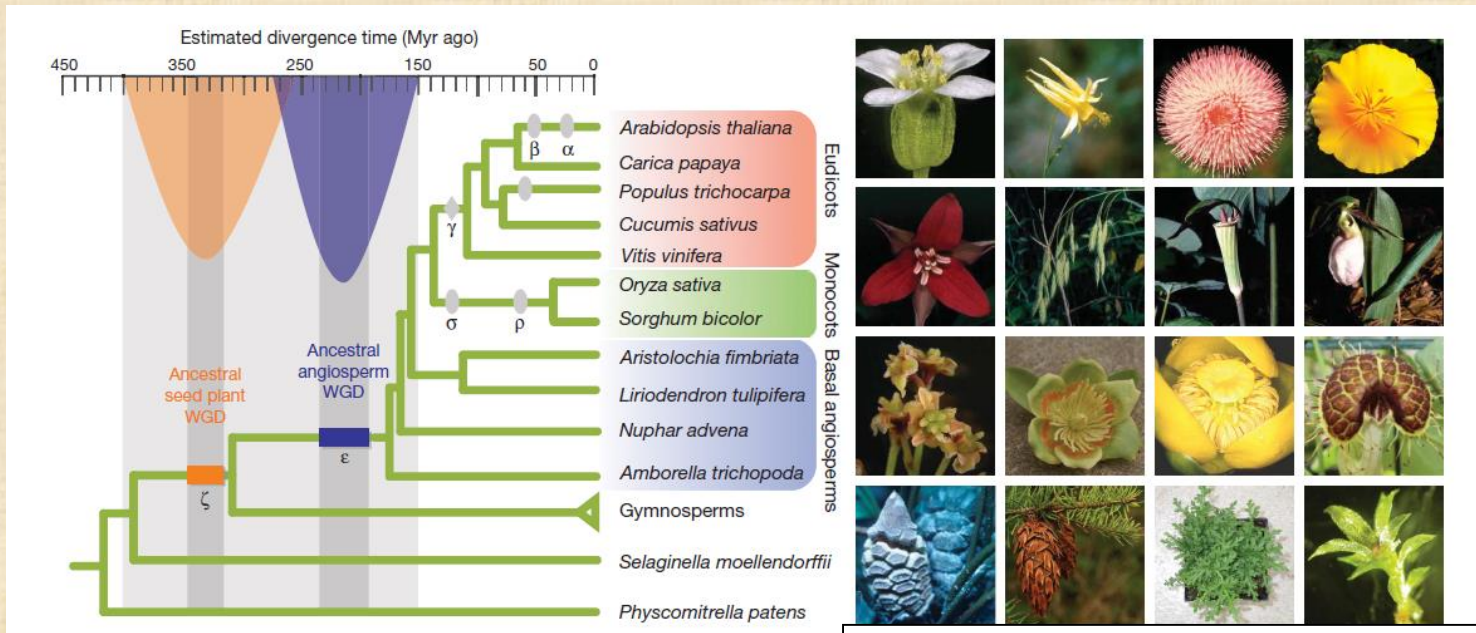 Estimated divergence time (Myr ago)
450 350 250 150 50 0
Arabidopsis thaliana
β α
Carica papaya
Populus trichocarpa
γ
Cucumis sativus
Vitis vinifera
Eudicots
Oryza sativa
σ ρ
Sorghum bicolor
Monocots
Ancestral
angiosperm
WGD
Aristolochia fimbriata
Ancestral
seed plant
WGD
Liriodendron tulipifera
Nuphar advena
ε
Amborella trichopoda
Basal angiosperms
ζ
Gymnosperms
Selaginella moellendorffii
Physcomitrella patens